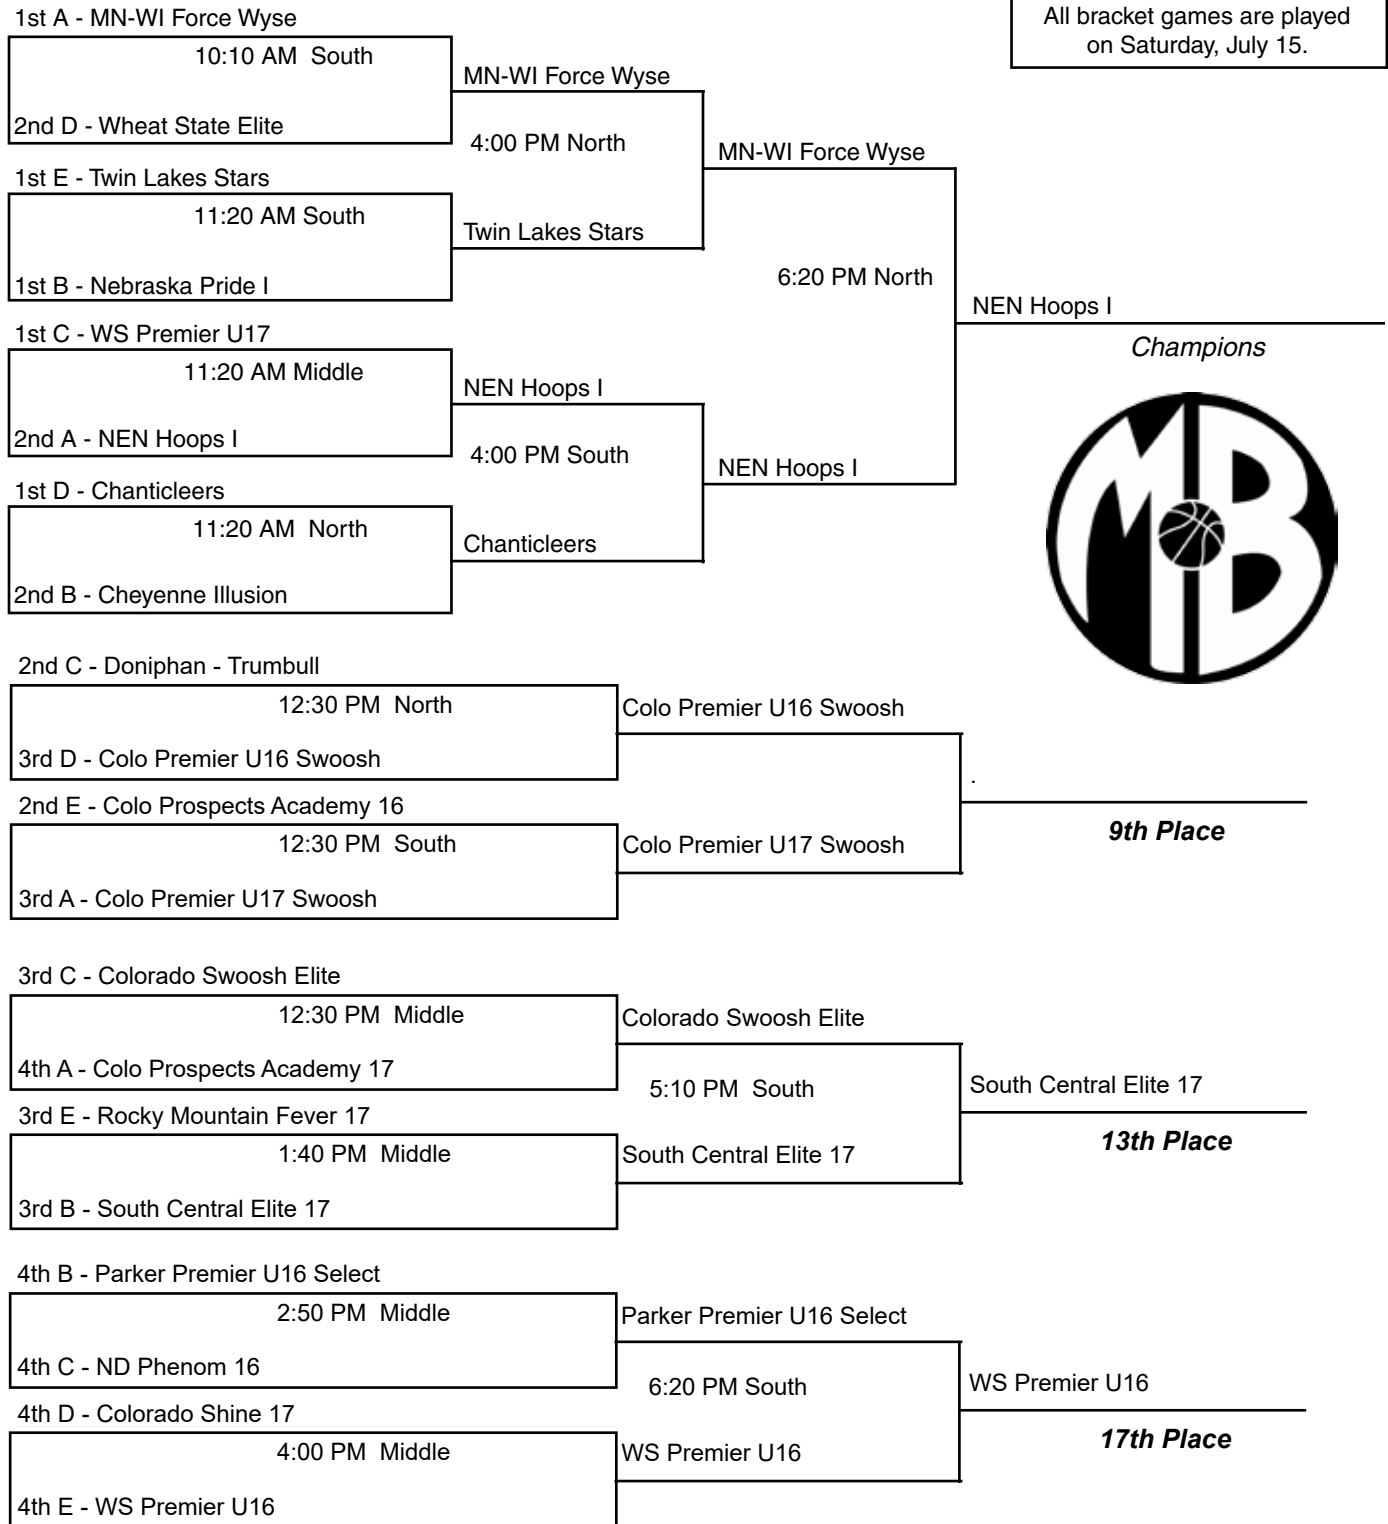 All bracket games are played
on Saturday, July 15.
1st A - MN-WI Force Wyse
10:10 AM  South
2nd D - Wheat State Elite
MN-WI Force Wyse
4:00 PM North
1st E - Twin Lakes Stars
11:20 AM South
1st B - Nebraska Pride I
Twin Lakes Stars
MN-WI Force Wyse
6:20 PM North
1st C - WS Premier U17
11:20 AM Middle
2nd A - NEN Hoops I
NEN Hoops I
4:00 PM South
1st D - Chanticleers
11:20 AM  North
2nd B - Cheyenne Illusion
Chanticleers
NEN Hoops I
NEN Hoops I
Champions
MB
2nd C - Doniphan - Trumbull
12:30 PM  North
3rd D - Colo Premier U16 Swoosh
Colo Premier U16 Swoosh
2nd E - Colo Prospects Academy 16
12:30 PM  South
3rd A - Colo Premier U17 Swoosh
Colo Premier U17 Swoosh
.
9th Place
3rd C - Colorado Swoosh Elite
12:30 PM  Middle
4th A - Colo Prospects Academy 17
Colorado Swoosh Elite
5:10 PM  South
3rd E - Rocky Mountain Fever 17
1:40 PM  Middle
3rd B - South Central Elite 17
South Central Elite 17
South Central Elite 17
13th Place
4th B - Parker Premier U16 Select
2:50 PM  Middle
4th C - ND Phenom 16
Parker Premier U16 Select
6:20 PM South
4th D - Colorado Shine 17
4:00 PM  Middle
4th E - WS Premier U16
WS Premier U16
WS Premier U16
17th Place